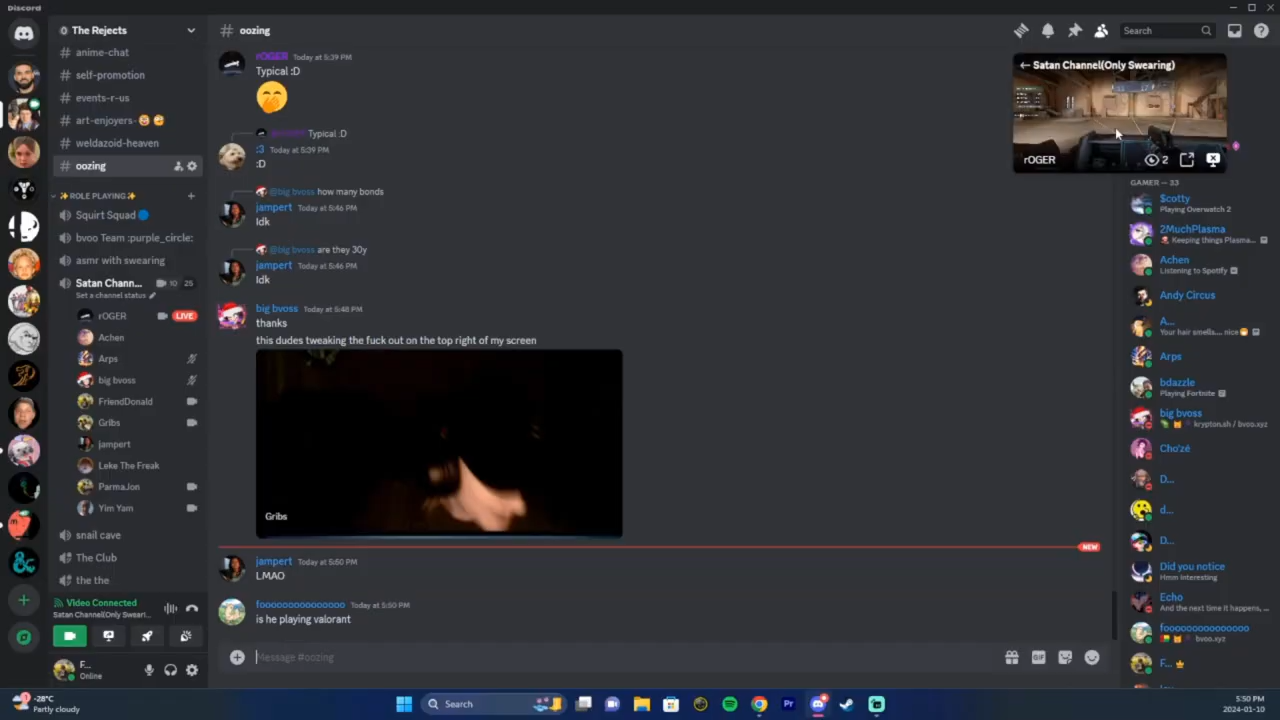 Discord
The Rejects
# anime-chat
# self-promotion
# events-r-us
# art-enjoyers-
# weldazoid-heaven
# oozing
ROLE PLAYING
Squirt Squad
bvoo Team :purple_circle:
asmr with swearing
Satan Chann...
10 25
Set a channel status
rOGER
LIVE
Achen
Arps
big bvoss
FriendDonald
Gribs
jampert
Leke The Freak
ParmaJon
Yim Yam
snail cave
The Club
the the
Video Connected
Satan Channel(Only Sweari...
F...
Online
# oozing
Search
rOGER Today at 5:39 PM
Typical :D
Typical :D
:3 Today at 5:39 PM
:D
@big bvoss how many bonds
jampert Today at 5:46 PM
Idk
@big bvoss are they 30y
jampert Today at 5:46 PM
Idk
big bvoss Today at 5:48 PM
thanks
this dudes tweaking the fuck out on the top right of my screen
Gribs
NEW
jampert Today at 5:50 PM
LMAO
foooooooooooooo Today at 5:50 PM
is he playing valorant
Message #oozing
GIF
Satan Channel(Only Swearing)
rOGER
2
GAMER — 33
$cotty
Playing Overwatch 2
2MuchPlasma
Keeping things Plasma...
Achen
Listening to Spotify
Andy Circus
A...
Your hair smells.... nice
Arps
bdazzle
Playing Fortnite
big bvoss
krypton.sh / bvoo.xyz
Cho'zé
D...
d...
D...
Did you notice
Hmm Interesting
Echo
And the next time it happens, ...
foooooooooooooo
bvoo.xyz
F...
-28°C
Partly cloudy
Search
Pr
5:50 PM
2024-01-10